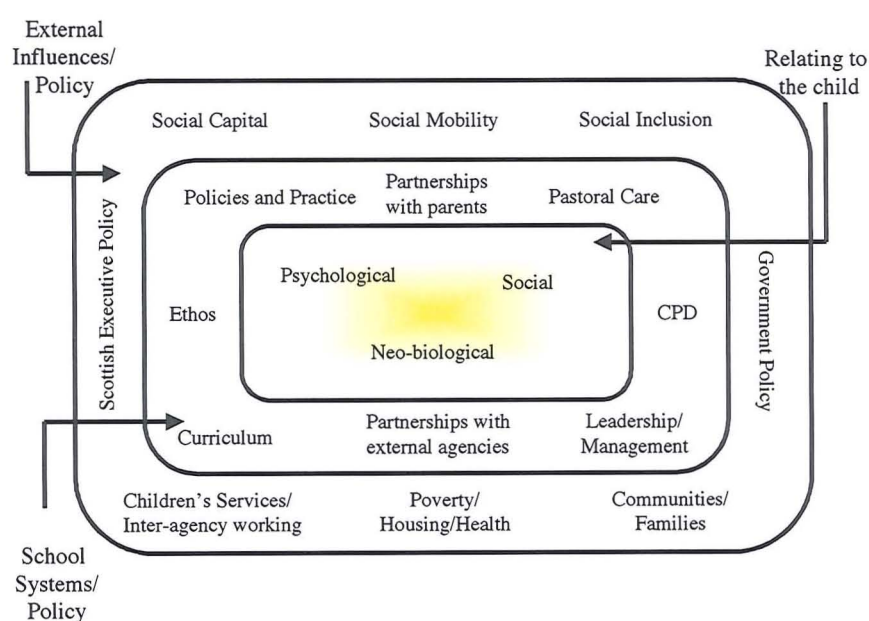 External
Influences/
Policy
Relating to
the child
Social Capital
Social Mobility
Social Inclusion
Policies and Practice
Partnerships
with parents
Pastoral Care
Scottish Executive Policy
Government Policy
Psychological
Social
Ethos
CPD
Neo-biological
Curriculum
Partnerships with
external agencies
Leadership/
Management
Children's Services/
Inter-agency working
Poverty/
Housing/Health
Communities/
Families
School
Systems/
Policy